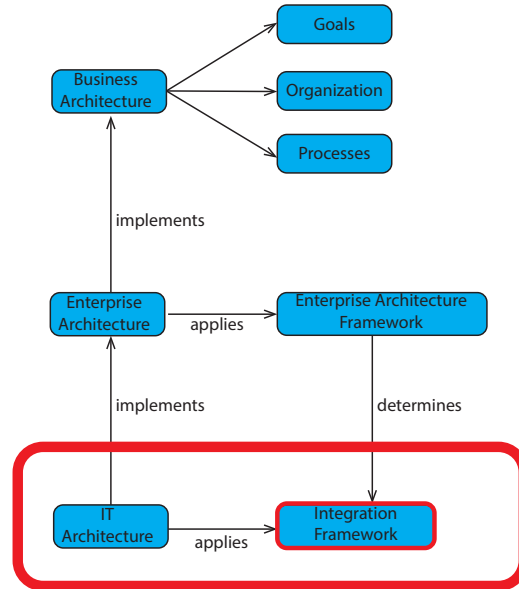 Goals
Business
Architecture
Organization
Processes
implements
Enterprise
Architecture
applies
Enterprise Architecture
Framework
implements
determines
IT
Architecture
applies
Integration
Framework